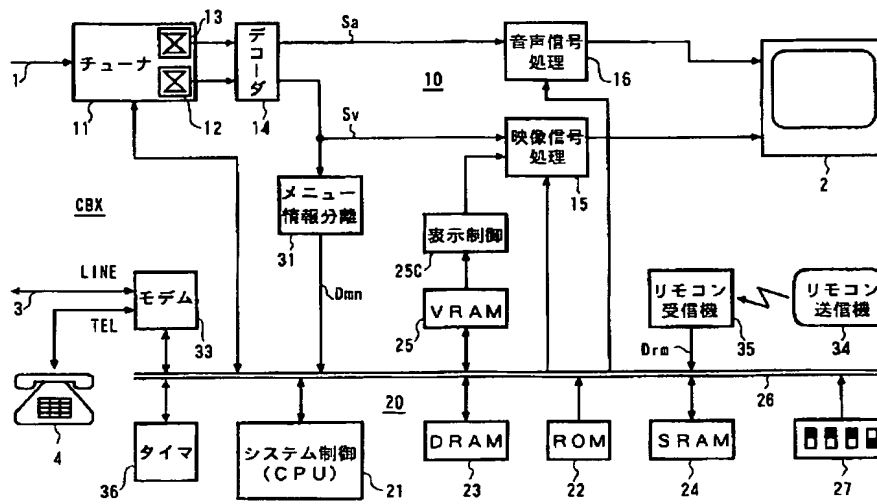 13
Sa
チューナ
デコーダ
音声信号
処理
1
10
16
11
12
14
Sv
映像信号
処理
2
CBX
メニュー
情報分離
15
表示制御
31
25C
LINE
Dmn
モデム
リモコン
受信機
リモコン
送信機
3
TEL
VRAM
33
25
35
34
Drm
20
26
4
タイマ
システム制御
(CPU)
DRAM
ROM
SRAM
36
21
23
22
24
27